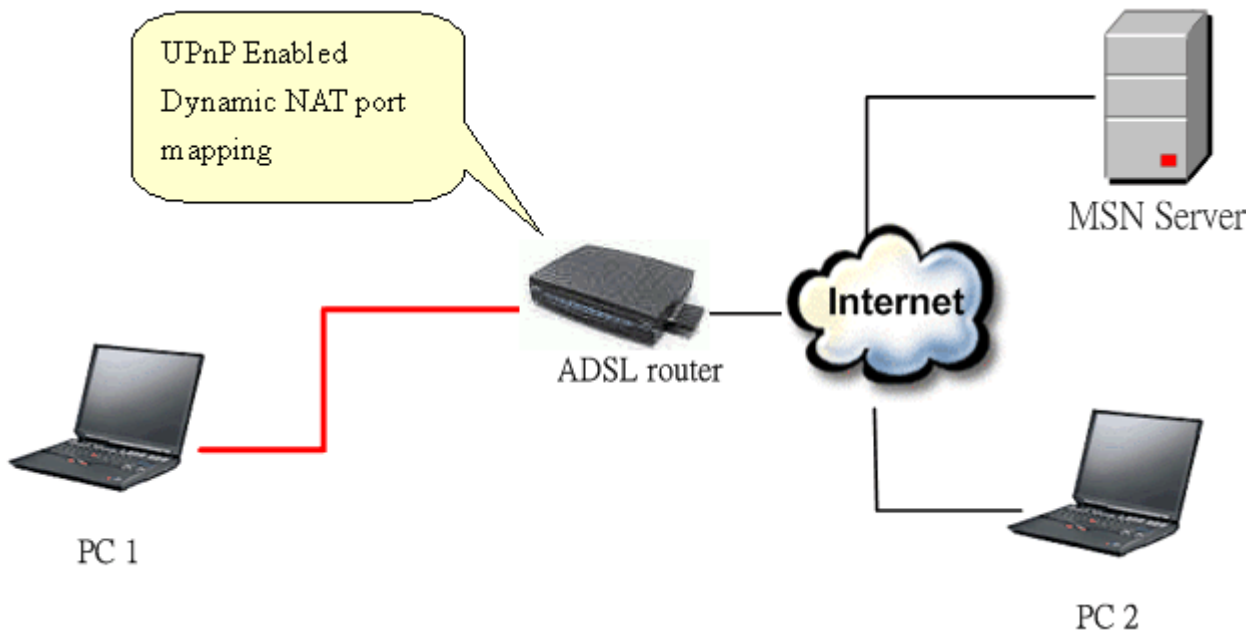 UPnP Enabled
Dynamic NAT port
mapping
MSN Server
Internet
ADSL router
PC 1
PC 2